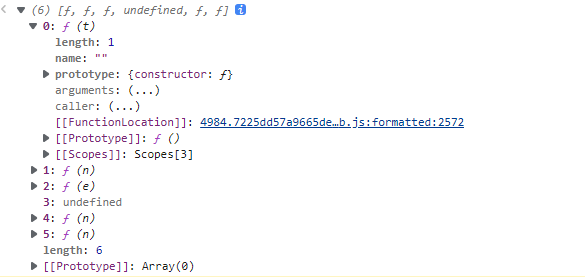 (6) [ƒ, ƒ, ƒ, undefined, ƒ, ƒ] i
0: ƒ (t)
length: 1
name: ""
prototype: {constructor: ƒ}
arguments: (...)
caller: (...)
[[FunctionLocation]]: 4984.7225dd57a9665de…b.js:formatted:2572
[[Prototype]]: ƒ ()
[[Scopes]]: Scopes[3]
1: ƒ (n)
2: ƒ (e)
3: undefined
4: ƒ (n)
5: ƒ (n)
length: 6
[[Prototype]]: Array(0)